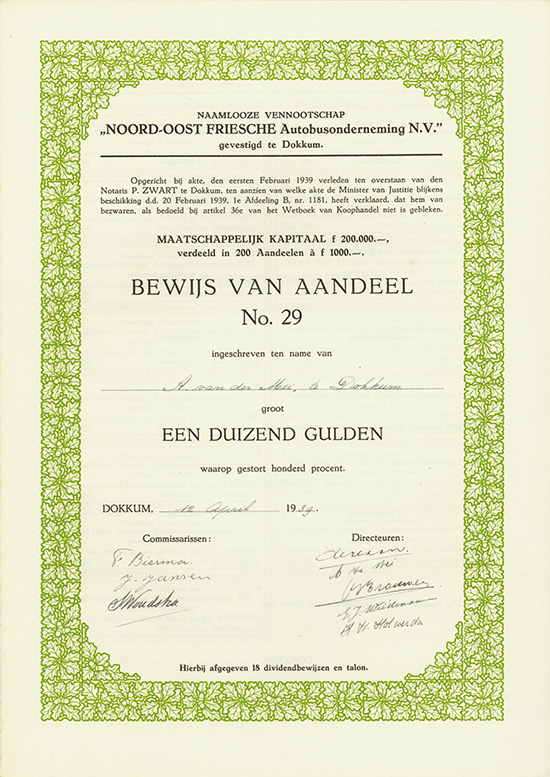 NAAMLOOZE VENNOOTSCHAP
„NOORD-OOST FRIESCHE Autobusonderneming N.V.”
gevestigd te Dokkum.
Opgericht bij akte, den eersten Februari 1939 verleden ten overstaan van den
Notaris P. ZWART te Dokkum, ten aanzien van welke akte de Minister van Justitie blijkens
beschikking d.d. 20 Februari 1939, 1e Afdeeling B, nr. 1181, heeft verklaard, dat hem van
bezwaren, als bedoeld bij artikel 36e van het Wetboek van Koophandel niet is gebleken.
MAATSCHAPPELIJK KAPITAAL f 200.000.—,
verdeeld in 200 Aandeelen à f 1000.—.
BEWIJS VAN AANDEEL
No. 29
ingeschreven ten name van
A. van der Mei, te Dokkum
groot
EEN DUIZEND GULDEN
waarop gestort honderd procent.
DOKKUM, 12 April 1939.
Commissarissen:
F Bierma
J. Jansen
SWoudstra
Directeuren:
Brouwer
H. W. Holwerda
Hierbij afgegeven 18 dividendbewijzen en talon.